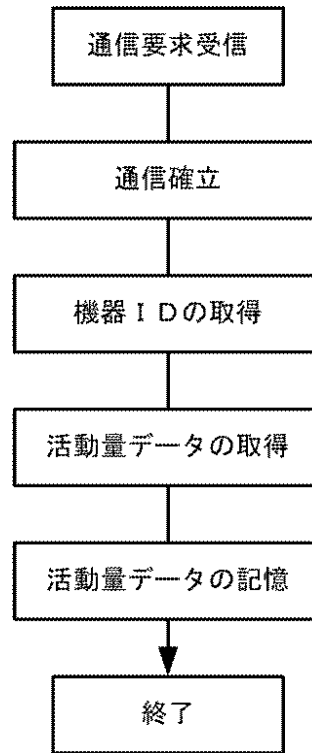 通信要求受信
通信確立
機器ＩＤの取得
活動量データの取得
活動量データの記憶
終了